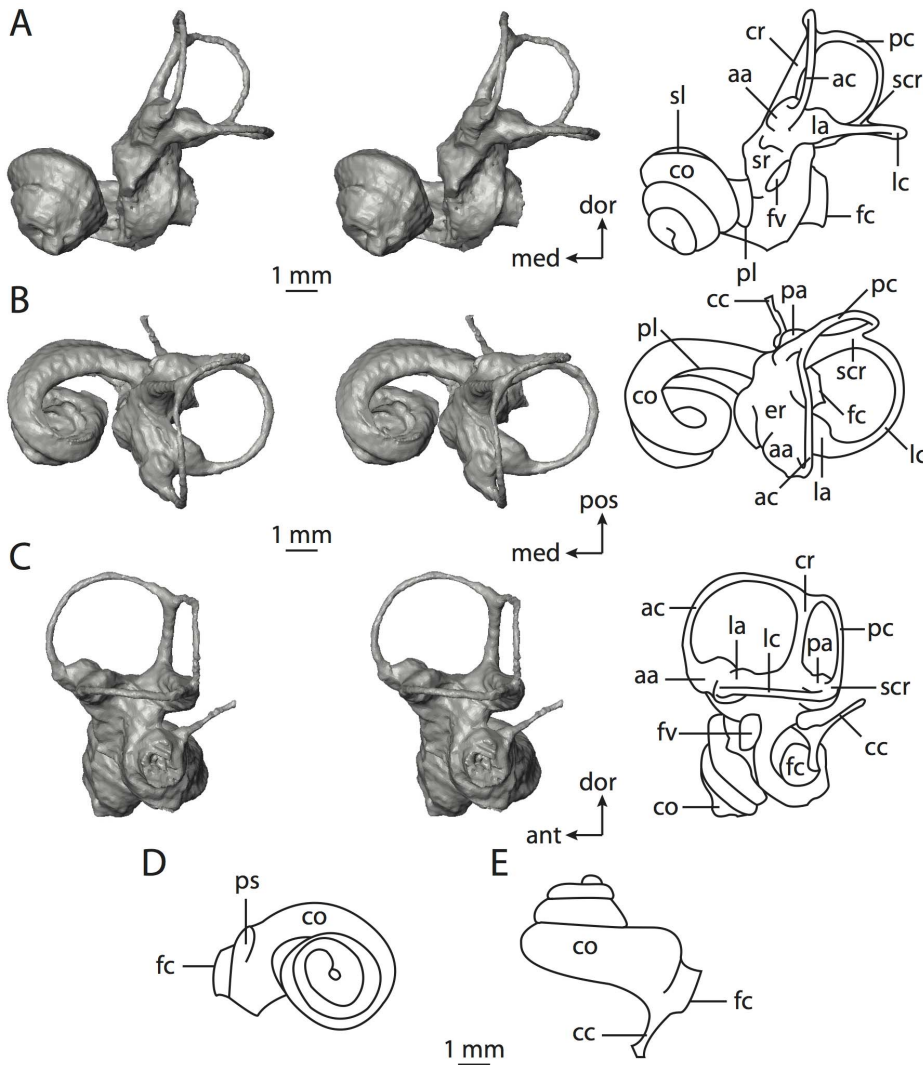 A
cr
pc
aa
ac
scr
sl
la
co
sr
lc
dor
fv
fc
med
pl
1 mm
B
cc
pa
pc
pl
scr
co
er
fc
aa
lc
pos
ac
la
med
1 mm
C
cr
ac
la
lc
pa
pc
aa
scr
fv
cc
fc
dor
co
ant
D
E
ps
co
co
fc
fc
cc
1 mm